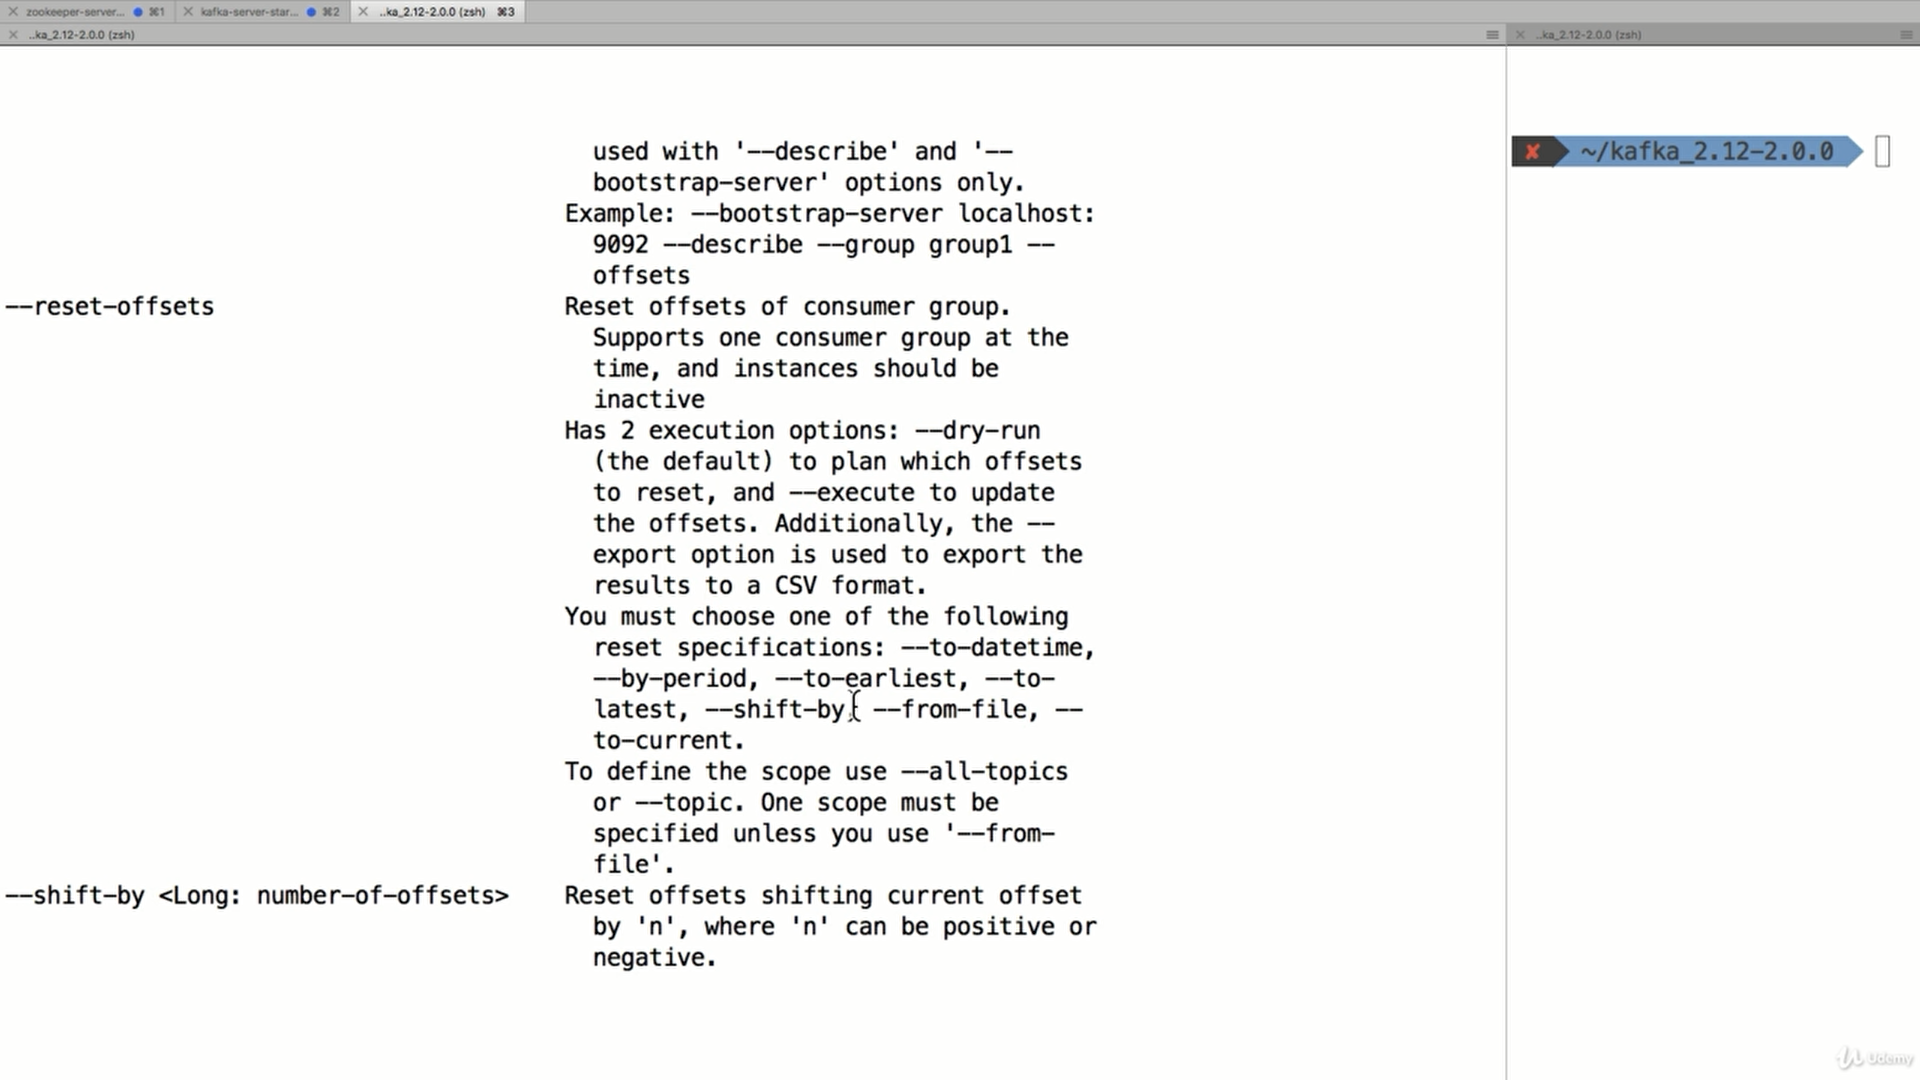 zookeeper-server... ⌘1
kafka-server-star... ⌘2
..ka_2.12-2.0.0 (zsh) ⌘3
..ka_2.12-2.0.0 (zsh)
..ka_2.12-2.0.0 (zsh)
used with '--describe' and '--
bootstrap-server' options only.
Example: --bootstrap-server localhost:
9092 --describe --group group1 --
offsets
--reset-offsets Reset offsets of consumer group.
Supports one consumer group at the
time, and instances should be
inactive
Has 2 execution options: --dry-run
(the default) to plan which offsets
to reset, and --execute to update
the offsets. Additionally, the --
export option is used to export the
results to a CSV format.
You must choose one of the following
reset specifications: --to-datetime,
--by-period, --to-earliest, --to-
latest, --shift-by, --from-file, --
to-current.
To define the scope use --all-topics
or --topic. One scope must be
specified unless you use '--from-
file'.
--shift-by <Long: number-of-offsets> Reset offsets shifting current offset
by 'n', where 'n' can be positive or
negative.
✘ ~/kafka_2.12-2.0.0
Udemy